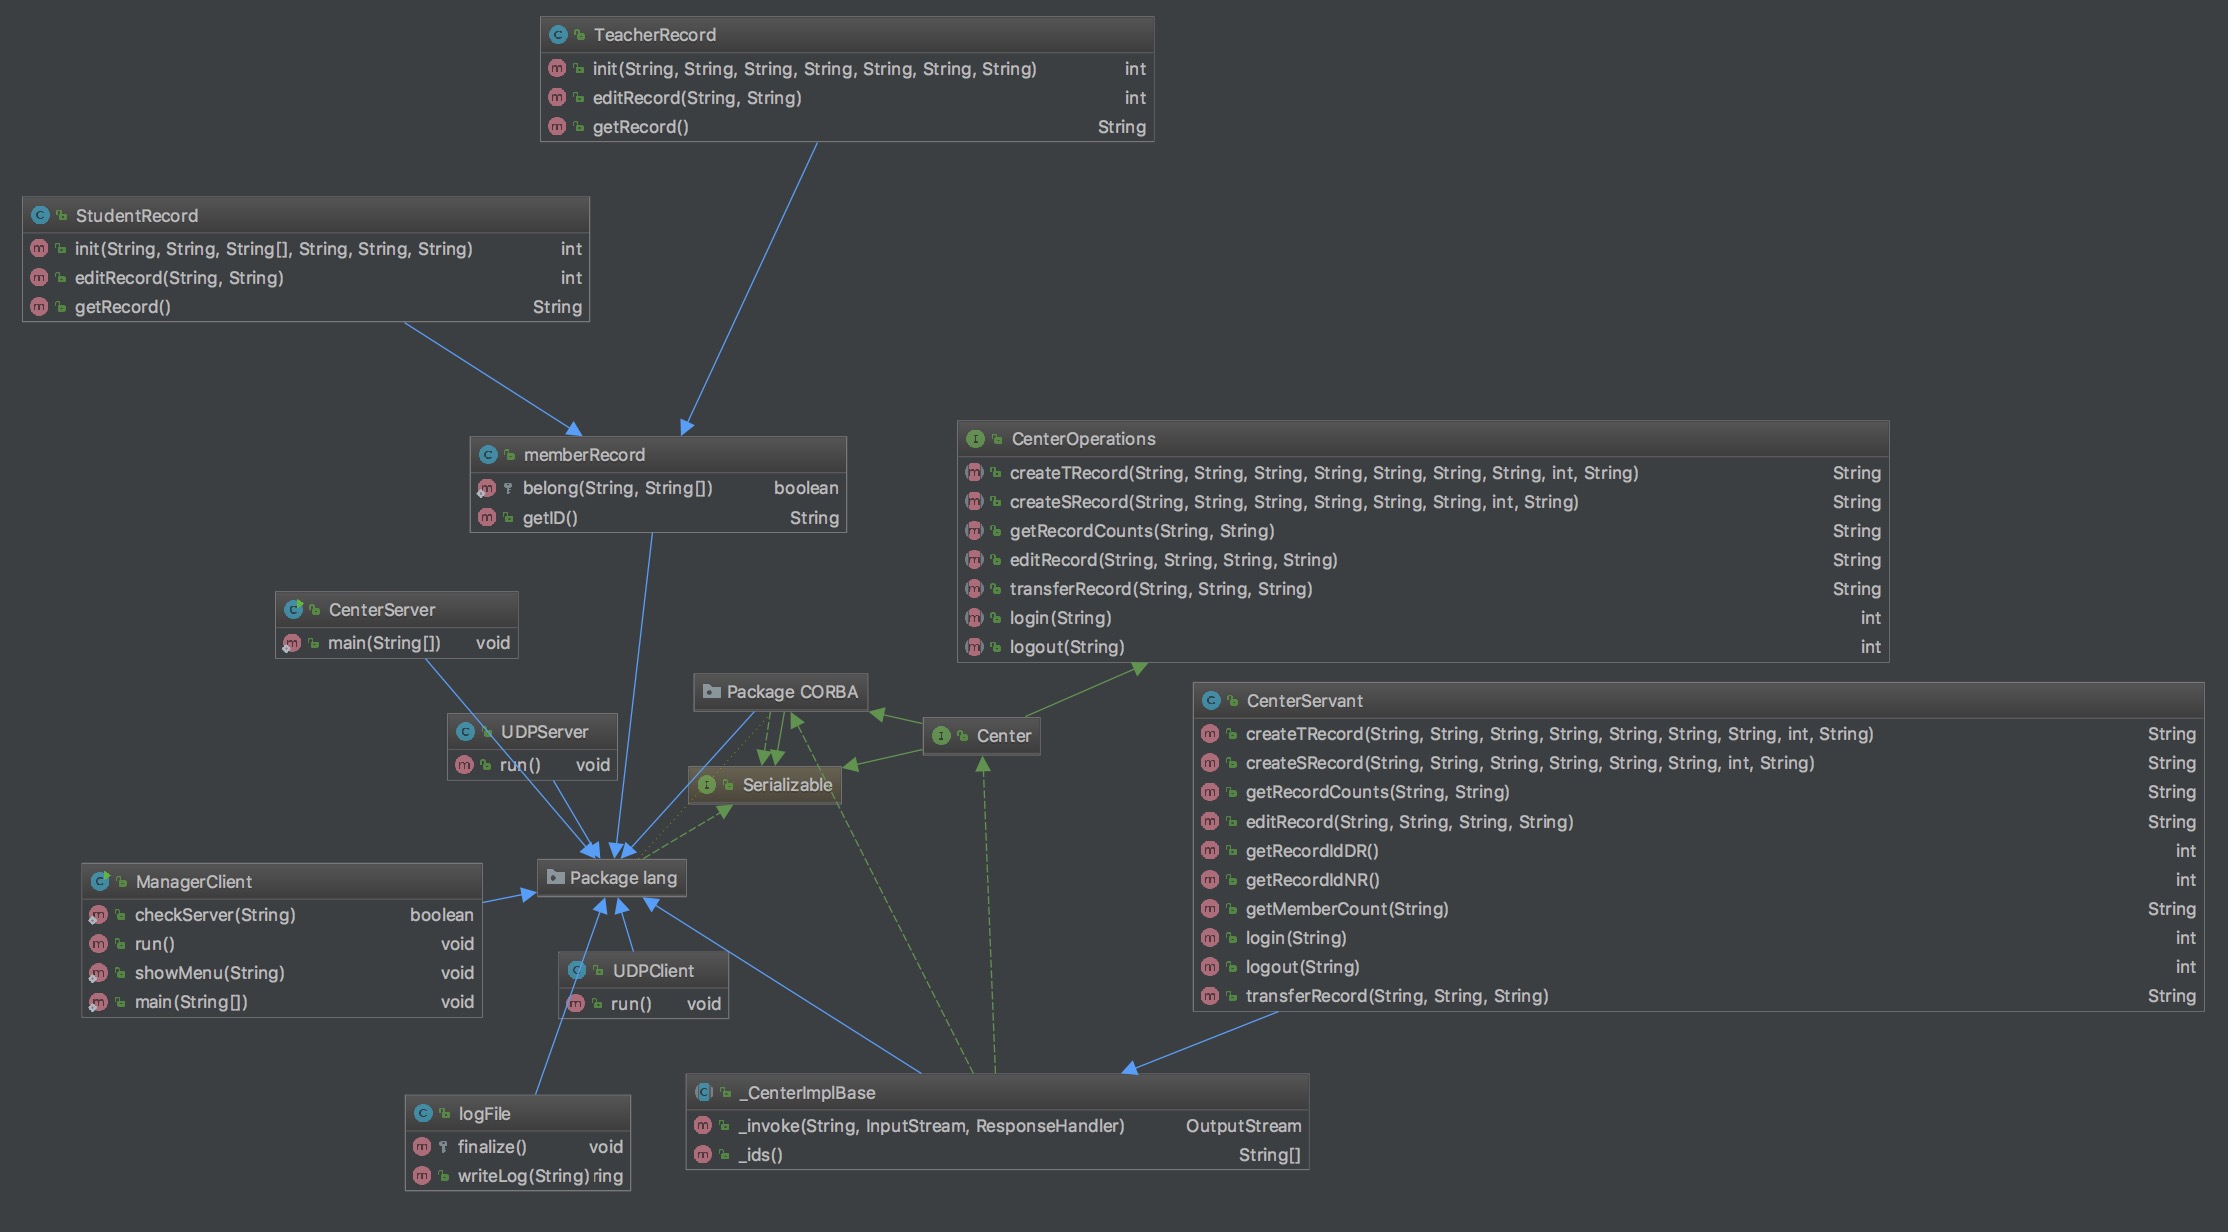 TeacherRecord
init(String, String, String, String, String, String, String) int
editRecord(String, String) int
getRecord() String
StudentRecord
init(String, String, String[], String, String, String) int
editRecord(String, String) int
getRecord() String
memberRecord
belong(String, String[]) boolean
getID() String
CenterOperations
createTRecord(String, String, String, String, String, String, String, int, String) String
createSRecord(String, String, String, String, String, String, int, String) String
getRecordCounts(String, String) String
editRecord(String, String, String, String) String
transferRecord(String, String, String) String
login(String) int
logout(String) int
CenterServer
main(String[]) void
Package CORBA
Center
UDPServer
run() void
Serializable
CenterServant
createTRecord(String, String, String, String, String, String, String, int, String) String
createSRecord(String, String, String, String, String, String, int, String) String
getRecordCounts(String, String) String
editRecord(String, String, String, String) String
getRecordIdDR() int
getRecordIdNR() int
getMemberCount(String) String
login(String) int
logout(String) int
transferRecord(String, String, String) String
Package lang
ManagerClient
checkServer(String) boolean
run() void
showMenu(String) void
main(String[]) void
UDPClient
run() void
_CenterImplBase
_invoke(String, InputStream, ResponseHandler) OutputStream
_ids() String[]
logFile
finalize() void
writeLog(String) ring